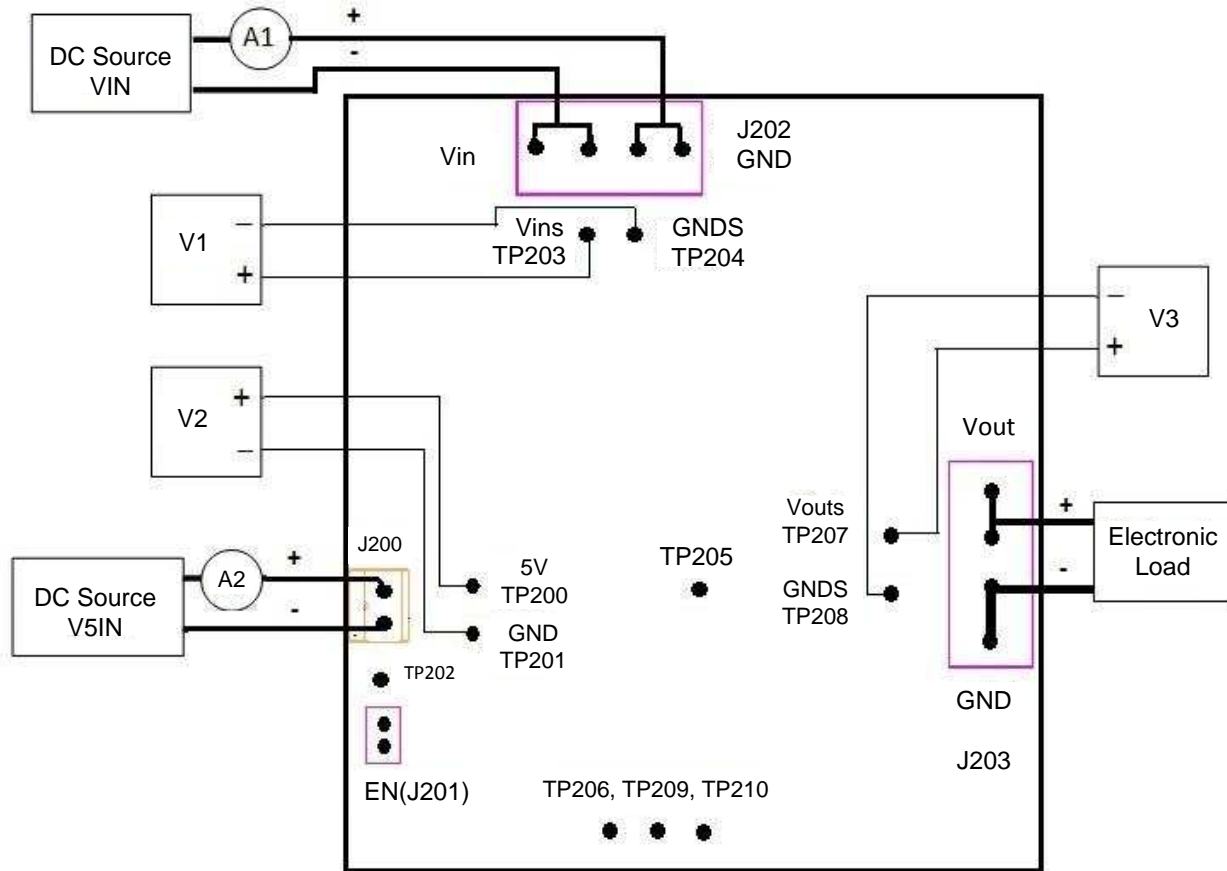 DC Source
VIN
A1
+
-
Vin
J202
GND
V1
−
+
Vins
TP203
GNDS
TP204
V3
−
+
V2
+
−
Vout
Vouts
TP207
GNDS
TP208
+
-
Electronic
Load
GND
J203
DC Source
V5IN
A2
+
-
J200
5V
TP200
GND
TP201
TP205
TP202
EN(J201)
TP206, TP209, TP210